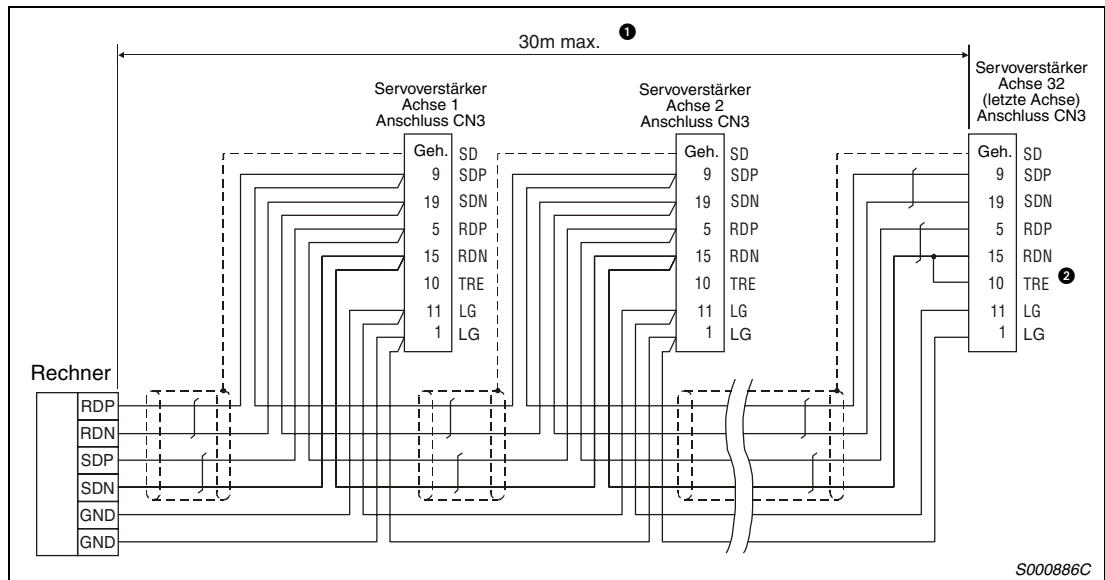 30m max. ❶
Servoverstärker
Achse 1
Anschluss CN3
Servoverstärker
Achse 2
Anschluss CN3
Servoverstärker
Achse 32
(letzte Achse)
Anschluss CN3
Geh. SD
9 SDP
19 SDN
5 RDP
15 RDN
10 TRE
11 LG
1 LG
Geh. SD
9 SDP
19 SDN
5 RDP
15 RDN
10 TRE
11 LG
1 LG
Geh. SD
9 SDP
19 SDN
5 RDP
15 RDN
10 TRE ❷
11 LG
1 LG
Rechner
RDP
RDN
SDP
SDN
GND
GND
S000886C